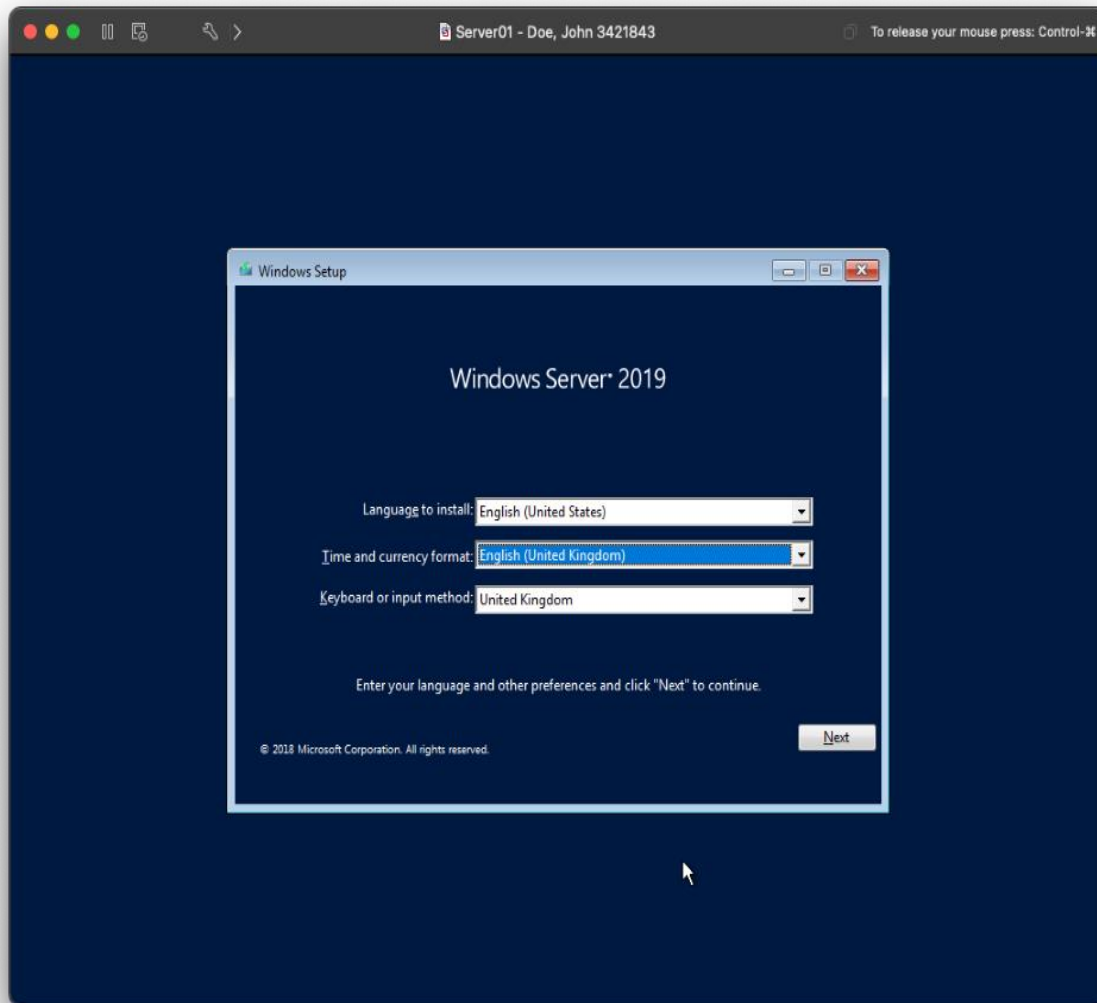 Server01 - Doe, John 3421843
To release your mouse press: Control-⌘
Windows Setup
Windows Server 2019
Language to install: English (United States)
Time and currency format: English (United Kingdom)
Keyboard or input method: United Kingdom
Enter your language and other preferences and click "Next" to continue.
Next
© 2018 Microsoft Corporation. All rights reserved.